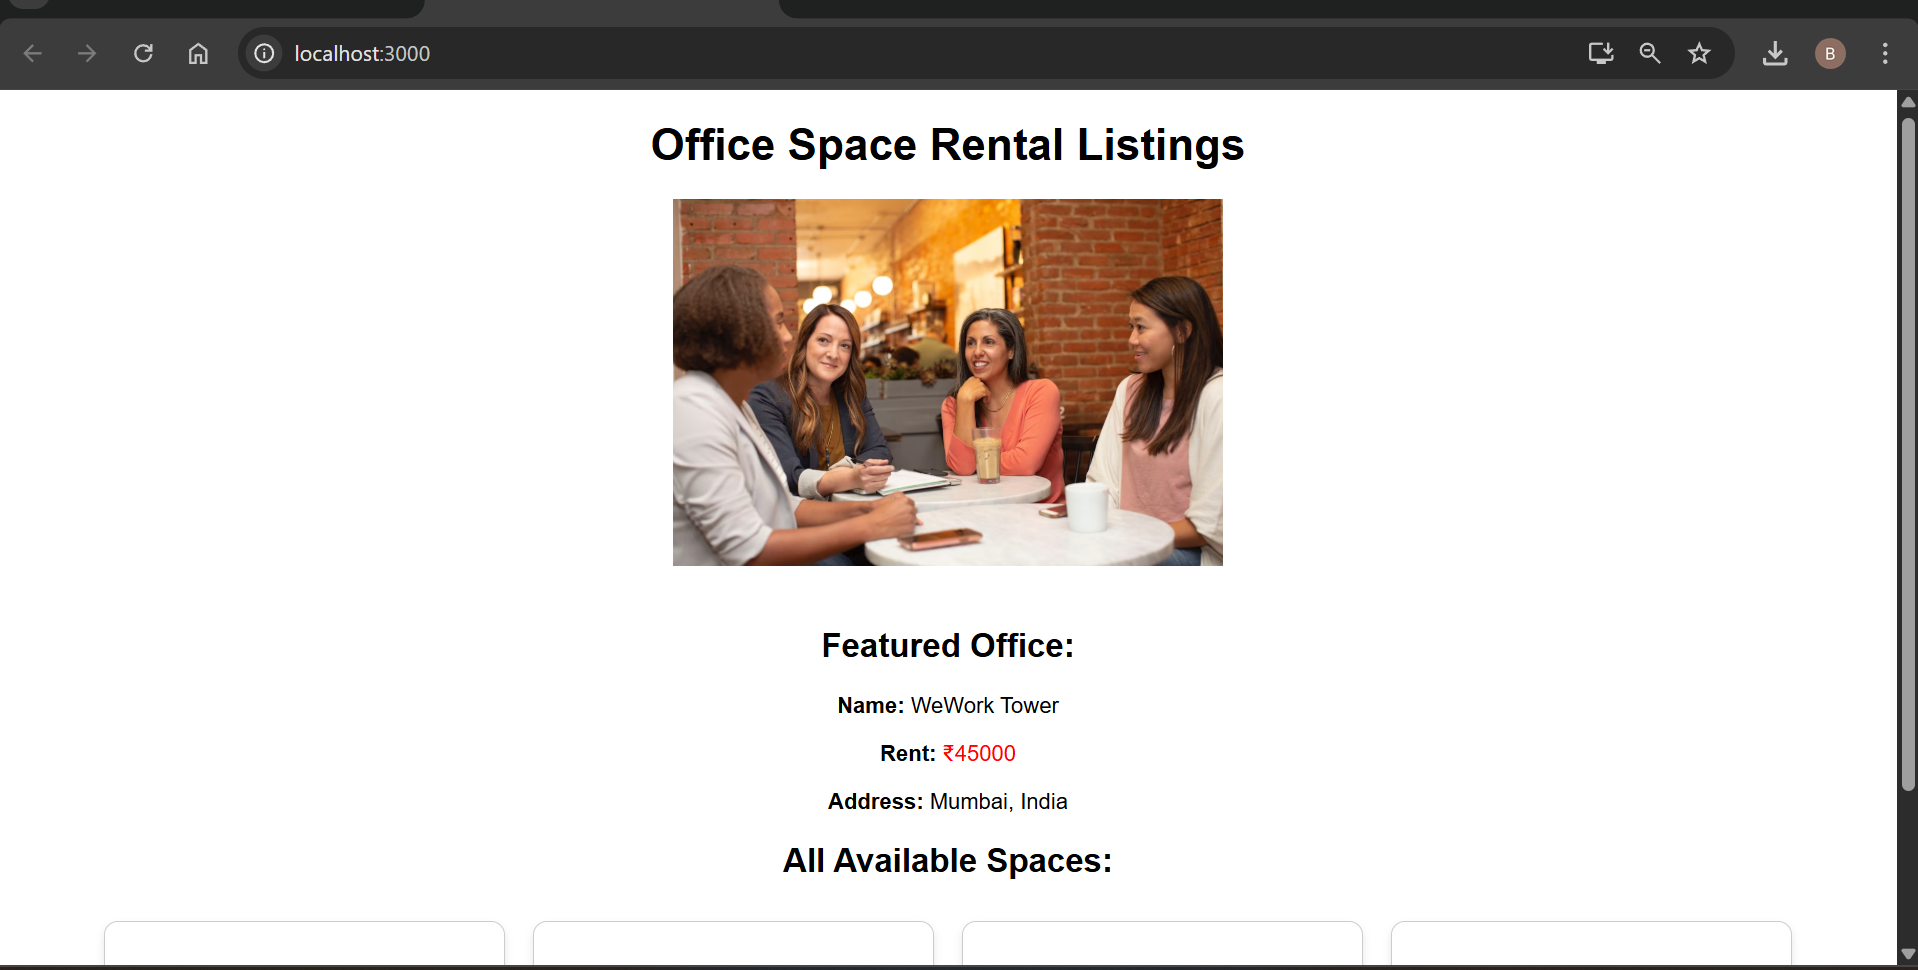 localhost:3000
B
Office Space Rental Listings
Featured Office:
Name: WeWork Tower
Rent: ₹45000
Address: Mumbai, India
All Available Spaces: